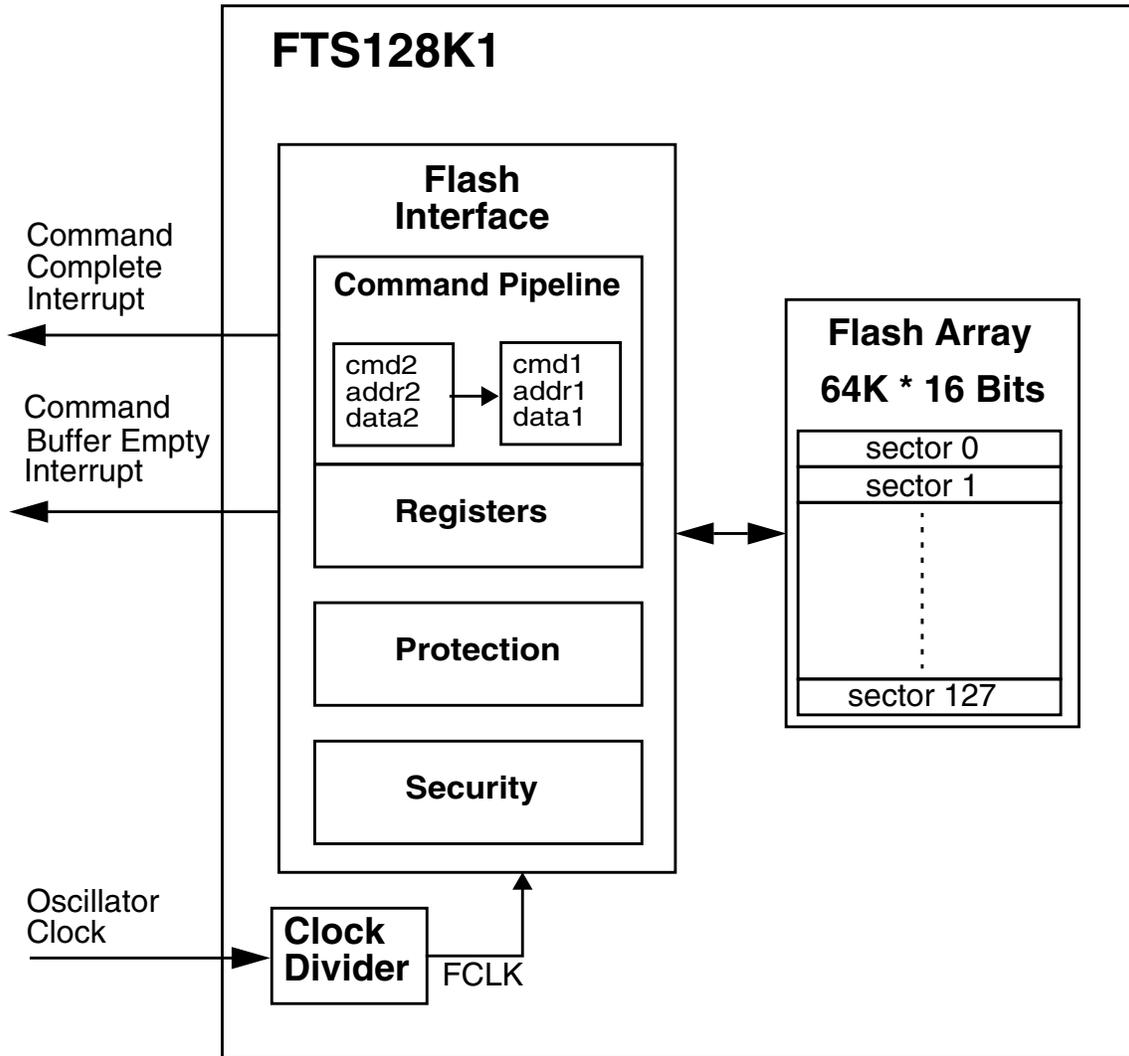 FTS128K1
Flash
Interface
Command
Complete
Interrupt
Command Pipeline
cmd2
addr2
data2
cmd1
addr1
data1
Command
Buffer Empty
Interrupt
Registers
Protection
Security
Flash Array
64K * 16 Bits
sector 0
sector 1
sector 127
Oscillator
Clock
Clock
Divider
FCLK